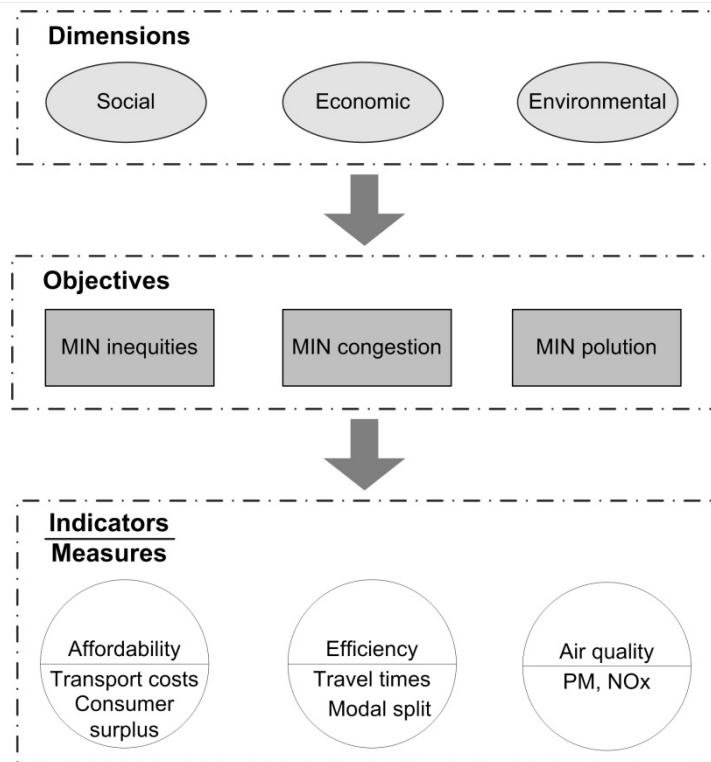 Dimensions
Social
Economic
Environmental
Objectives
MIN inequities
MIN congestion
MIN polution
Indicators
Measures
Affordability
Transport costs
Consumer
surplus
Efficiency
Travel times
Modal split
Air quality
PM, NOx